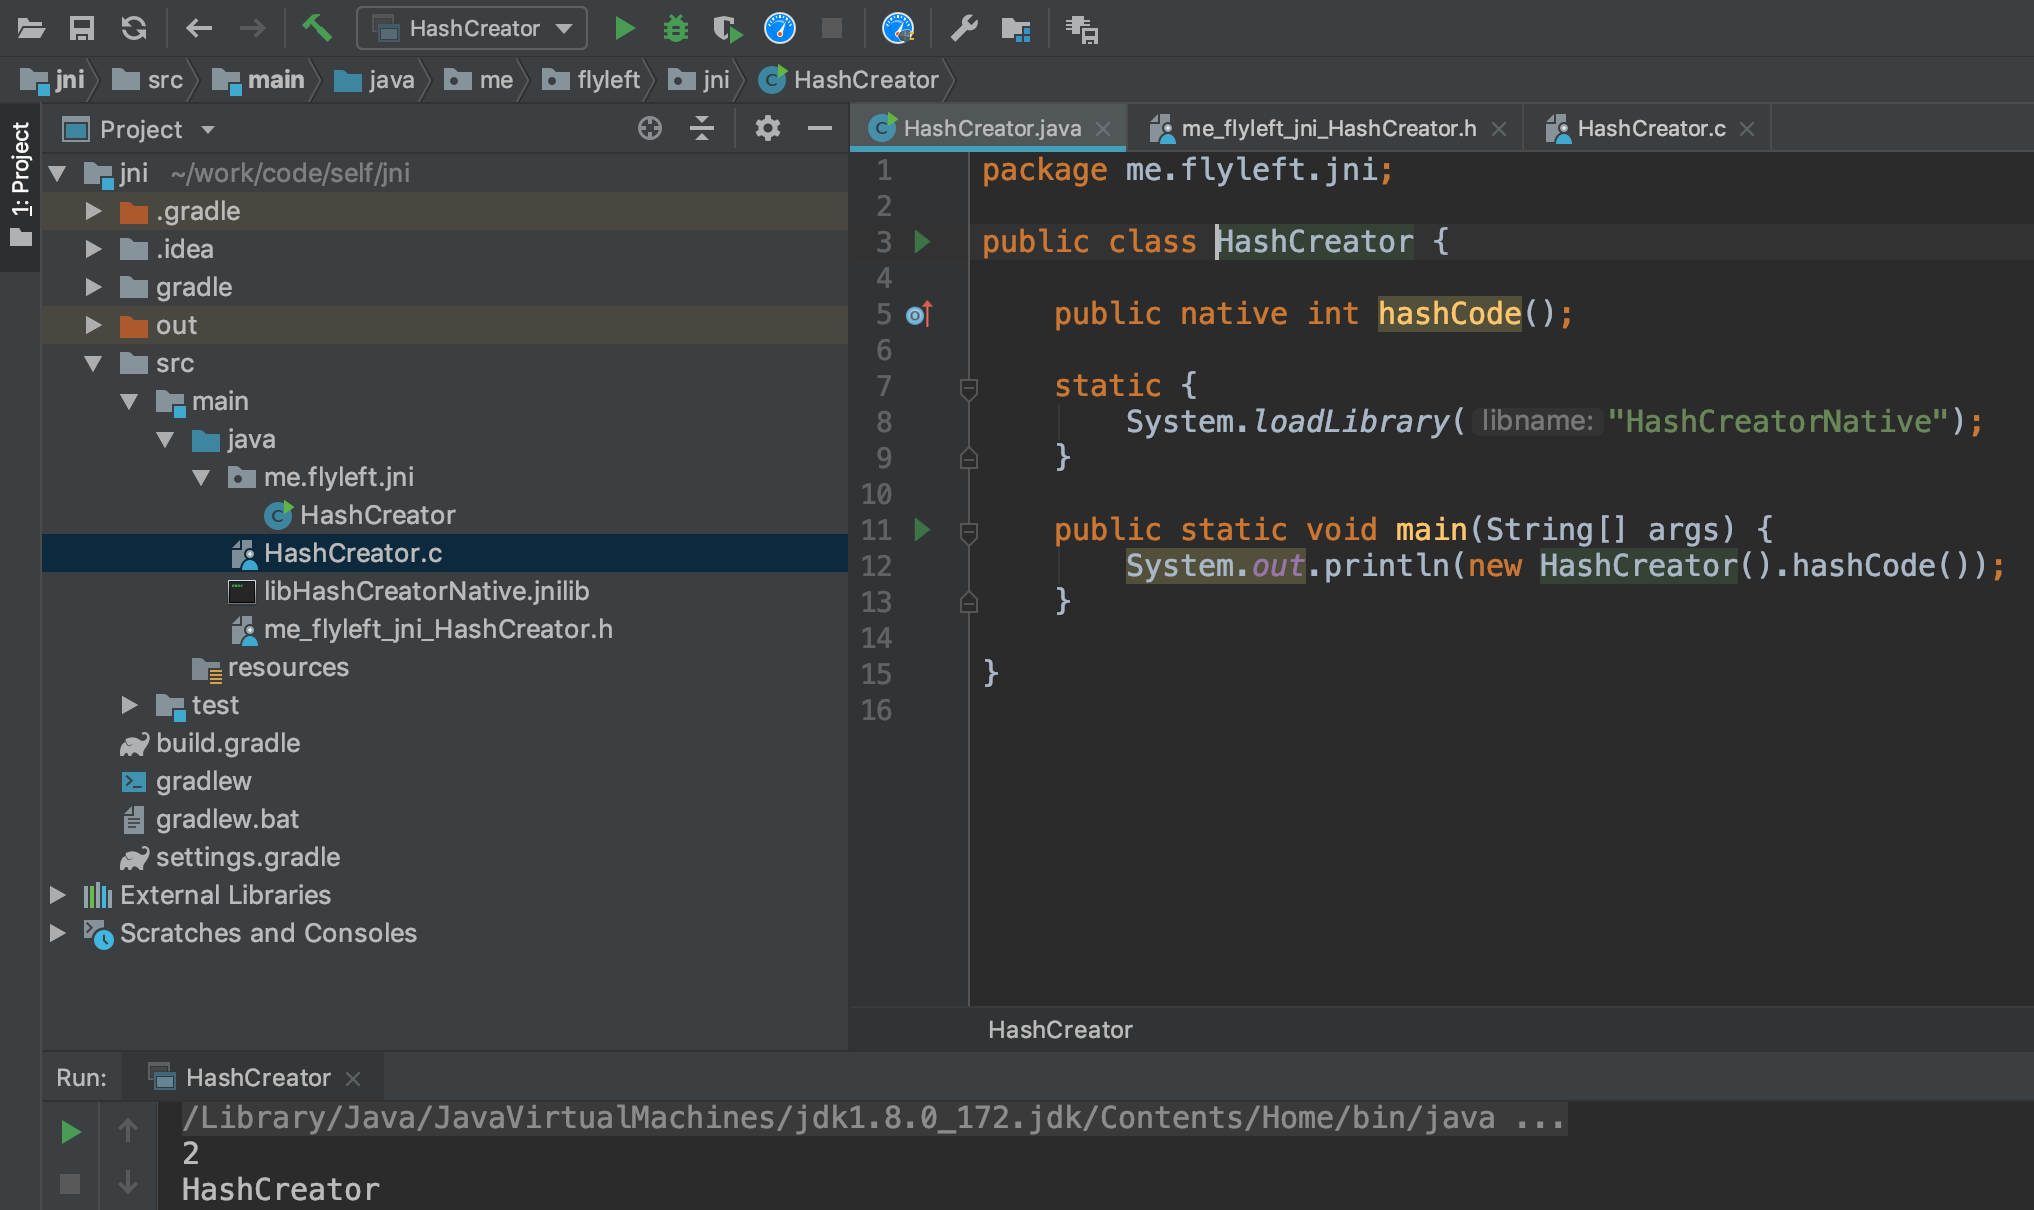 HashCreator
jni src main java me flyleft jni HashCreator
1: Project
Project
jni ~/work/code/self/jni
.gradle
.idea
gradle
out
src
main
java
me.flyleft.jni
HashCreator
HashCreator.c
libHashCreatorNative.jnilib
me_flyleft_jni_HashCreator.h
resources
test
build.gradle
gradlew
gradlew.bat
settings.gradle
External Libraries
Scratches and Consoles
HashCreator.java me_flyleft_jni_HashCreator.h HashCreator.c
1 package me.flyleft.jni;
2
3 public class HashCreator {
4
5 public native int hashCode();
6
7 static {
8 System.loadLibrary( libname: "HashCreatorNative");
9 }
10
11 public static void main(String[] args) {
12 System.out.println(new HashCreator().hashCode());
13 }
14
15 }
16
HashCreator
Run: HashCreator
/Library/Java/JavaVirtualMachines/jdk1.8.0_172.jdk/Contents/Home/bin/java ...
2
HashCreator